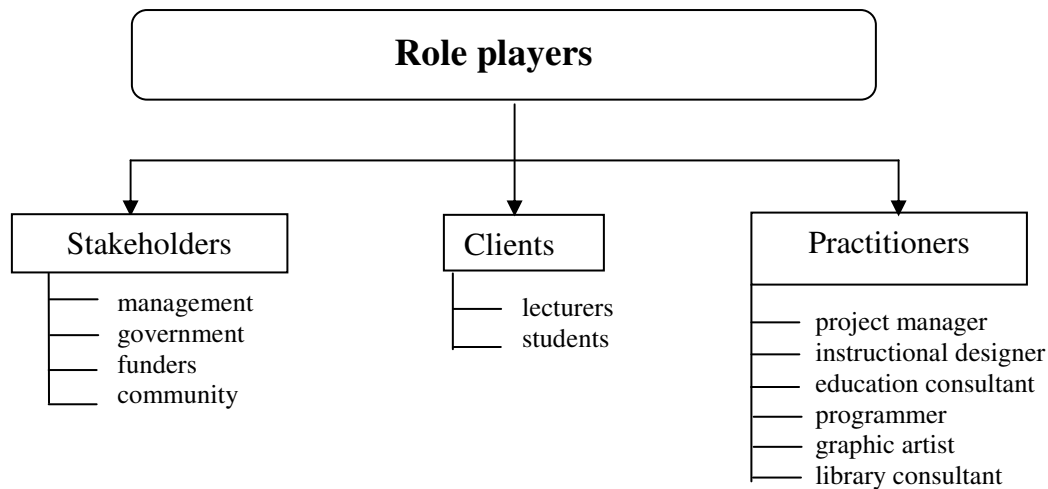 Role players
Stakeholders
management
government
funders
community
Clients
lecturers
students
Practitioners
project manager
instructional designer
education consultant
programmer
graphic artist
library consultant